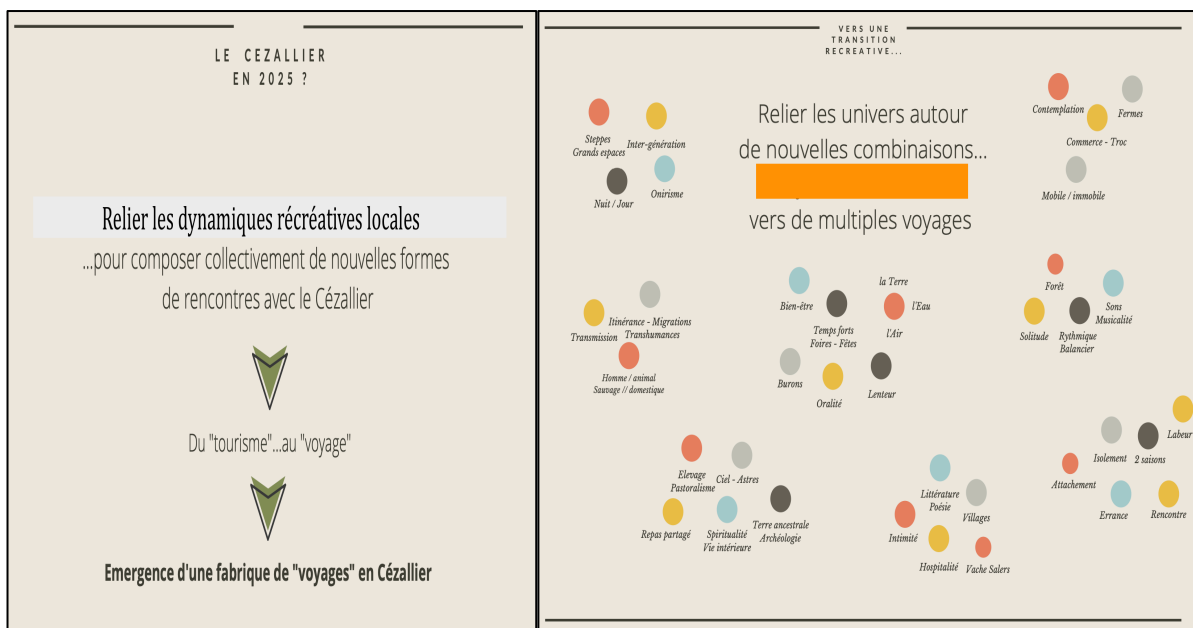 LE CEZALLIER
EN 2025 ?
Relier les dynamiques récréatives locales
...pour composer collectivement de nouvelles formes
de rencontres avec le Cézallier
Du "tourisme"...au "voyage"
Emergence d'une fabrique de "voyages" en Cézallier
VERS UNE
TRANSITION
RECREATIVE...
Relier les univers autour
de nouvelles combinaisons...
vers de multiples voyages
Steppes
Grands espaces
Inter-génération
Nuit / Jour
Onirisme
Contemplation
Fermes
Commerce - Troc
Mobile / immobile
Transmission
Itinérance - Migrations
Transhumances
Homme / animal
Sauvage // domestique
Bien-être
Temps forts
Foires - Fêtes
la Terre
l'Eau
l'Air
Burons
Oralité
Lenteur
Forêt
Sons
Musicalité
Solitude
Rythmique
Balancier
Elevage
Pastoralisme
Ciel - Astres
Repas partagé
Spiritualité
Vie intérieure
Terre ancestrale
Archéologie
Littérature
Poésie
Villages
Intimité
Hospitalité
Vache Salers
Labeur
Isolement
2 saisons
Attachement
Errance
Rencontre